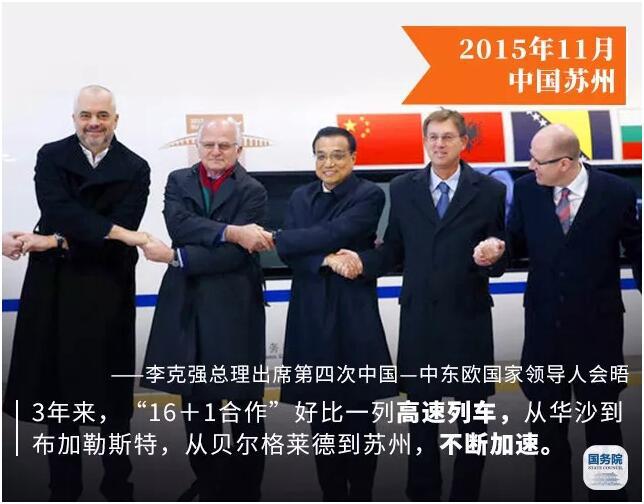 2015年11月
中国苏州
——李克强总理出席第四次中国—中东欧国家领导人会晤
3年来，“16＋1合作”好比一列高速列车，从华沙到
布加勒斯特，从贝尔格莱德到苏州，不断加速。
国务院
STATE COUNCIL